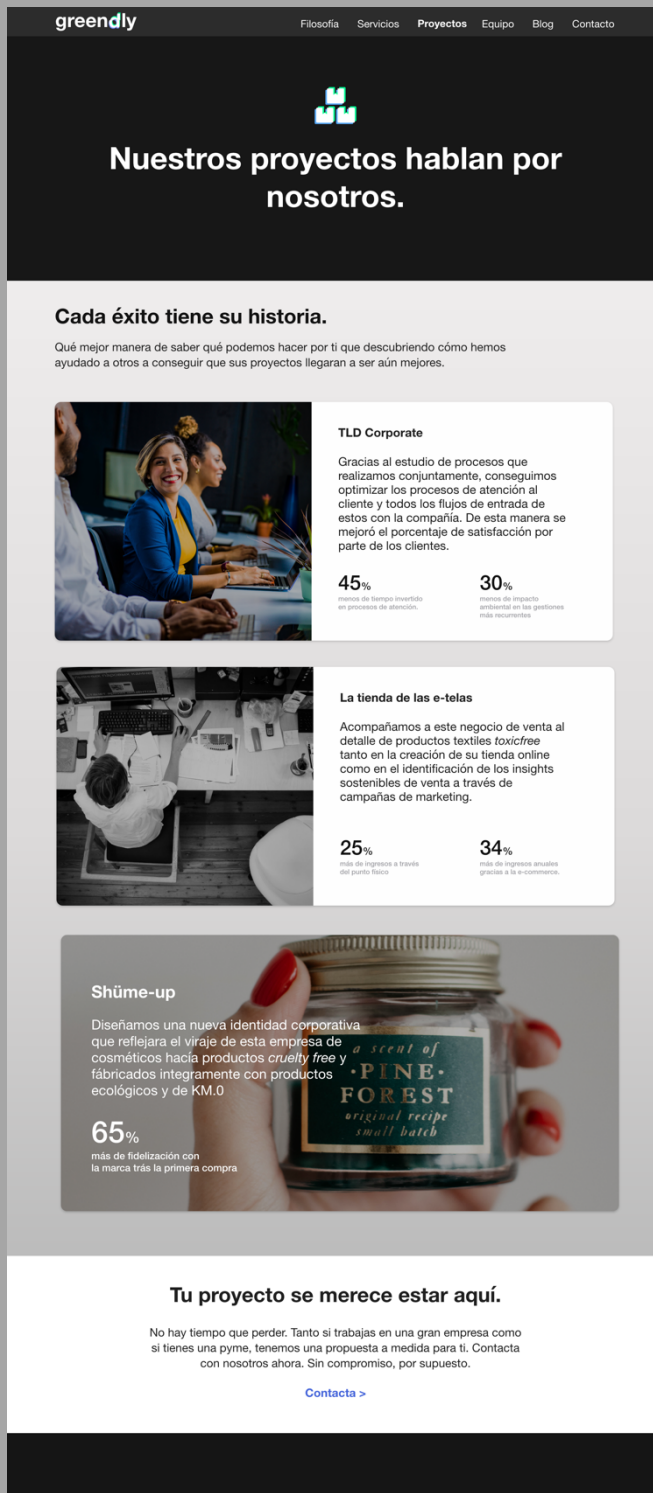 greendly
Filosofía Servicios Proyectos Equipo Blog Contacto
Nuestros proyectos hablan por
nosotros.
Cada éxito tiene su historia.
Qué mejor manera de saber qué podemos hacer por ti que descubriendo cómo hemos
ayudado a otros a conseguir que sus proyectos llegaran a ser aún mejores.
TLD Corporate
Gracias al estudio de procesos que
realizamos conjuntamente, conseguimos
optimizar los procesos de atención al
cliente y todos los flujos de entrada de
estos con la compañía. De esta manera se
mejoró el porcentaje de satisfacción por
parte de los clientes.
45%
menos de tiempo invertido
en procesos de atención.
30%
menos de impacto
ambiental en las gestiones
más recurrentes
La tienda de las e-telas
Acompañamos a este negocio de venta al
detalle de productos textiles toxicfree
tanto en la creación de su tienda online
como en el identificación de los insights
sostenibles de venta a través de
campañas de marketing.
25%
más de ingresos a través
del punto físico
34%
más de ingresos anuales
gracias a la e-commerce.
Shüme-up
Diseñamos una nueva identidad corporativa
que reflejara el viraje de esta empresa de
cosméticos hacía productos cruelty free y
fábricados integramente con productos
ecológicos y de KM.0
65%
más de fidelización con
la marca trás la primera compra
a scent of
·PINE·
FOREST
original recipe
small batch
Tu proyecto se merece estar aquí.
No hay tiempo que perder. Tanto si trabajas en una gran empresa como
si tienes una pyme, tenemos una propuesta a medida para ti. Contacta
con nosotros ahora. Sin compromiso, por supuesto.
Contacta >